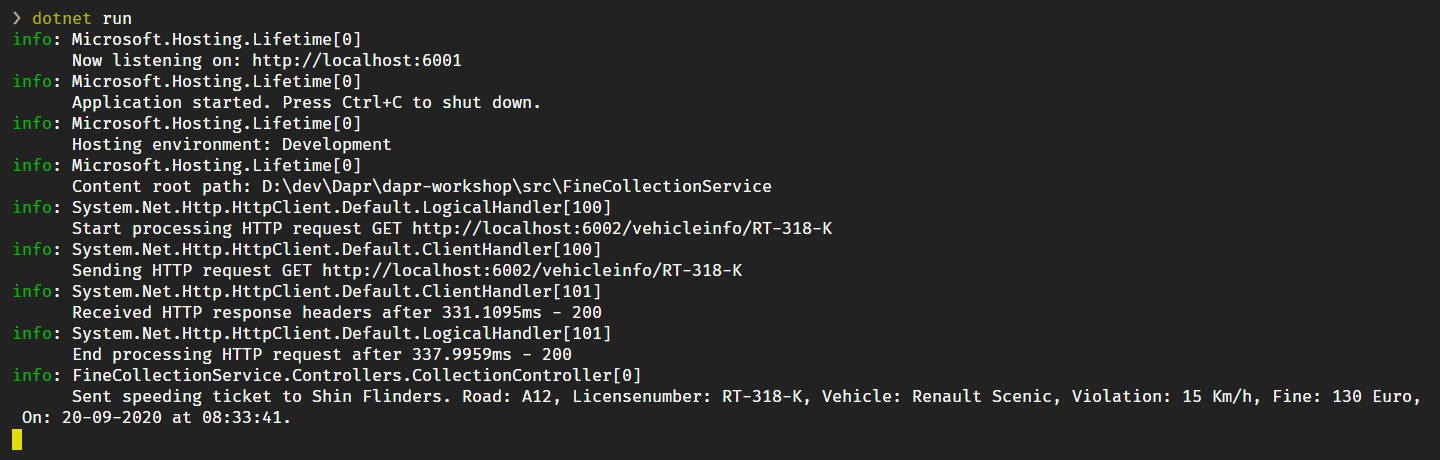 ❯ dotnet run
info: Microsoft.Hosting.Lifetime[0]
      Now listening on: http://localhost:6001
info: Microsoft.Hosting.Lifetime[0]
      Application started. Press Ctrl+C to shut down.
info: Microsoft.Hosting.Lifetime[0]
      Hosting environment: Development
info: Microsoft.Hosting.Lifetime[0]
      Content root path: D:\dev\Dapr\dapr-workshop\src\FineCollectionService
info: System.Net.Http.HttpClient.Default.LogicalHandler[100]
      Start processing HTTP request GET http://localhost:6002/vehicleinfo/RT-318-K
info: System.Net.Http.HttpClient.Default.ClientHandler[100]
      Sending HTTP request GET http://localhost:6002/vehicleinfo/RT-318-K
info: System.Net.Http.HttpClient.Default.ClientHandler[101]
      Received HTTP response headers after 331.1095ms - 200
info: System.Net.Http.HttpClient.Default.LogicalHandler[101]
      End processing HTTP request after 337.9959ms - 200
info: FineCollectionService.Controllers.CollectionController[0]
      Sent speeding ticket to Shin Flinders. Road: A12, Licensenumber: RT-318-K, Vehicle: Renault Scenic, Violation: 15 Km/h, Fine: 130 Euro,
 On: 20-09-2020 at 08:33:41.